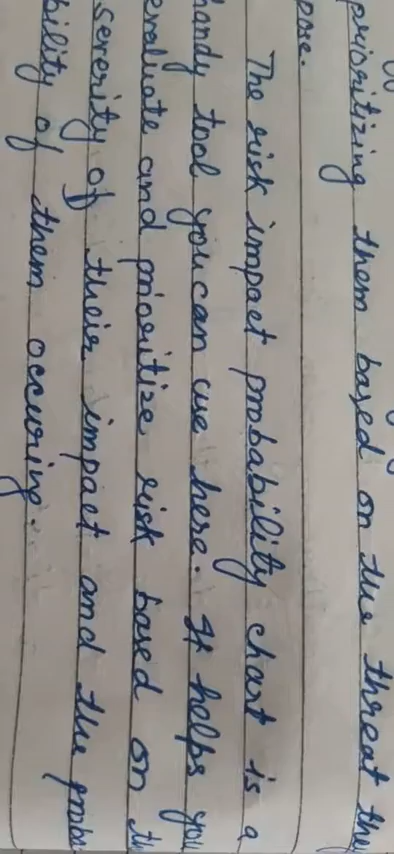 prioritizing them based on the threat they
pose.
The risk impact probability chart is a
handy tool you can use here. It helps you
evaluate and prioritize risk based on the
severity of their impact and the proba
bility of them occuring.